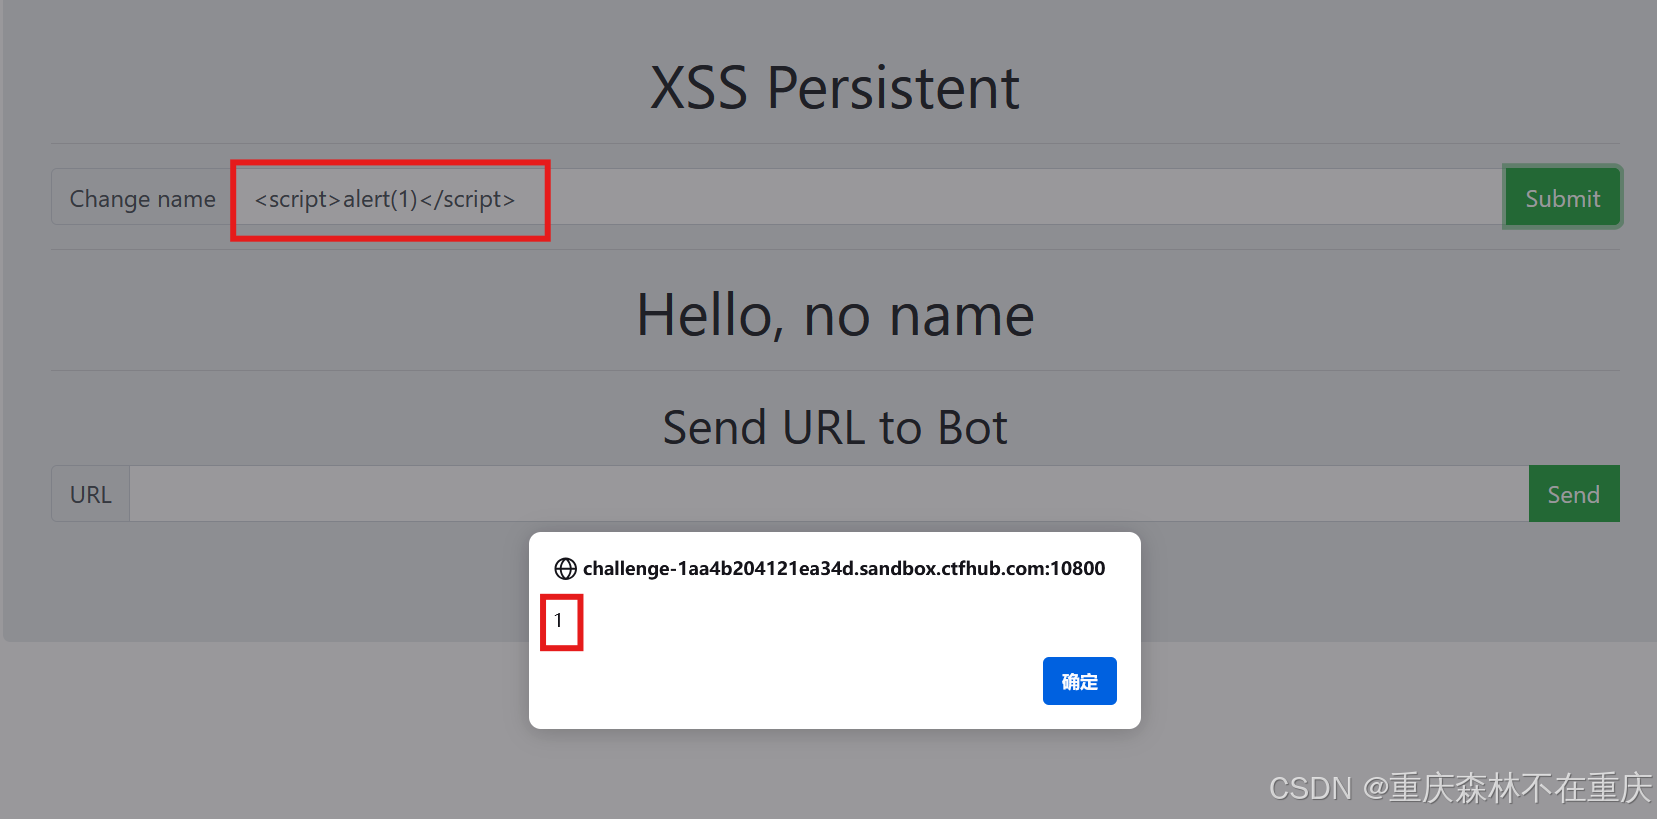 XSS Persistent
Change name <script>alert(1)</script> Submit
Hello, no name
Send URL to Bot
URL Send
challenge-1aa4b204121ea34d.sandbox.ctfhub.com:10800
1
确定
CSDN @重庆森林不在重庆